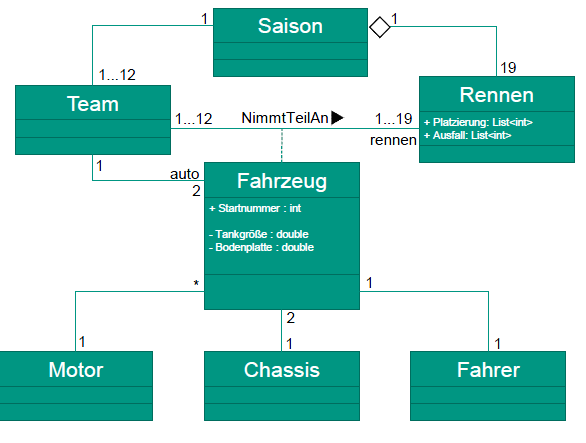 Saison
1
1
1...12
19
Team
Rennen
+ Platzierung: List<int>
+ Ausfall: List<int>
1...12
NimmtTeilAn
1...19
rennen
1
auto
2
Fahrzeug
+ Startnummer : int
- Tankgröße : double
- Bodenplatte : double
*
1
2
1
1
1
Motor
Chassis
Fahrer